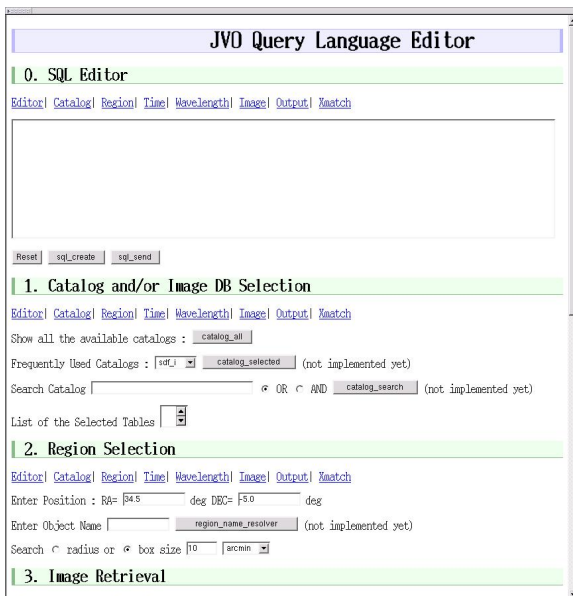 JVO Query Language Editor
0. SQL Editor
Editor| Catalog| Region| Time| Wavelength| Image| Output| Xmatch
Reset sql_create sql_send
1. Catalog and/or Image DB Selection
Editor| Catalog| Region| Time| Wavelength| Image| Output| Xmatch
Show all the available catalogs : catalog_all
Frequently Used Catalogs : sdf_i catalog_selected (not implemented yet)
Search Catalog OR AND catalog_search (not implemented yet)
List of the Selected Tables
2. Region Selection
Editor| Catalog| Region| Time| Wavelength| Image| Output| Xmatch
Enter Position : RA= 34.5 deg DEC= -5.0 deg
Enter Object Name region_name_resolver (not implemented yet)
Search radius or box size 10 arcmin
3. Image Retrieval